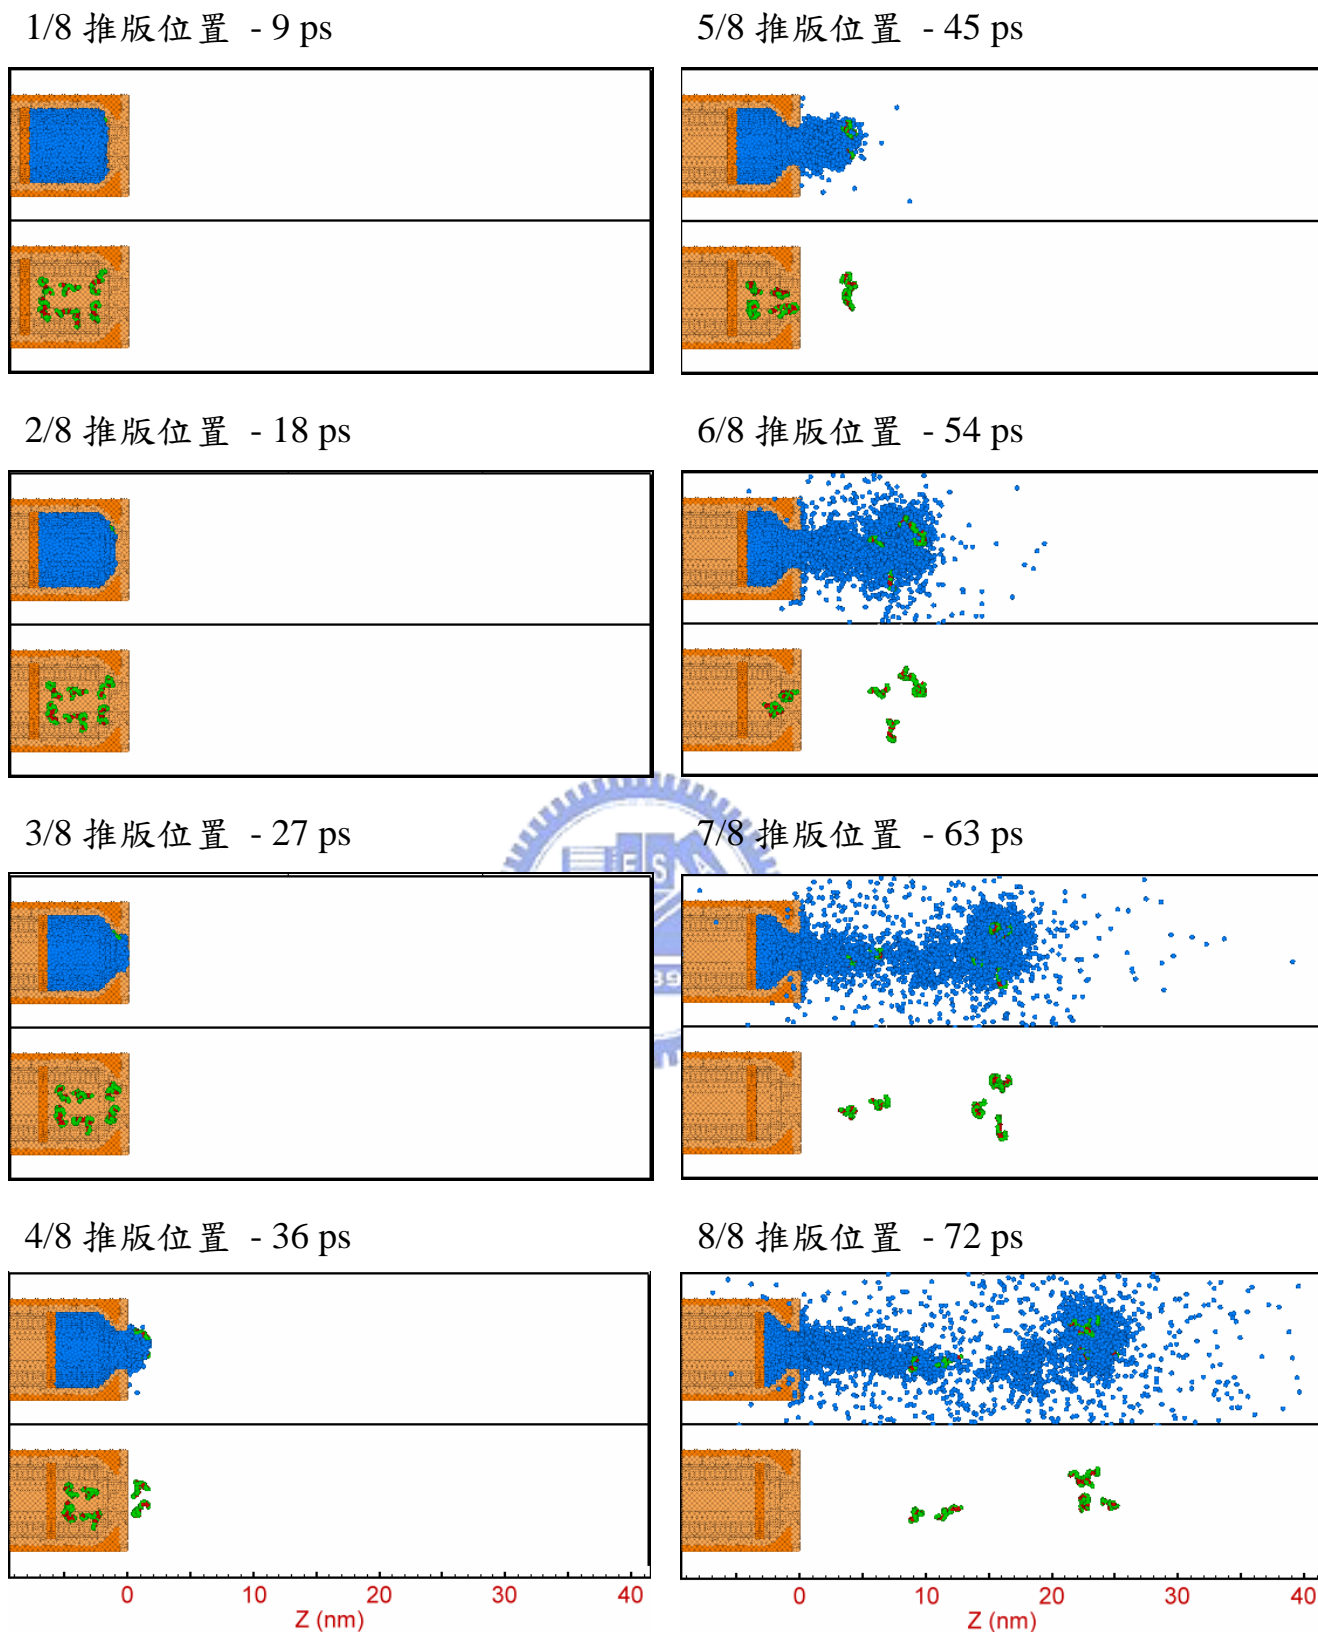 1/8 推版位置 - 9 ps
2/8 推版位置 - 18 ps
3/8 推版位置 - 27 ps
4/8 推版位置 - 36 ps
0 10 20 30 40
Z (nm)
5/8 推版位置 - 45 ps
6/8 推版位置 - 54 ps
7/8 推版位置 - 63 ps
8/8 推版位置 - 72 ps
0 10 20 30 40
Z (nm)